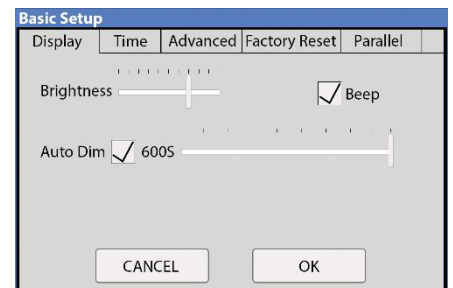 Basic Setup
Display Time Advanced Factory Reset Parallel
Brightness Beep
Auto Dim 600S
CANCEL OK